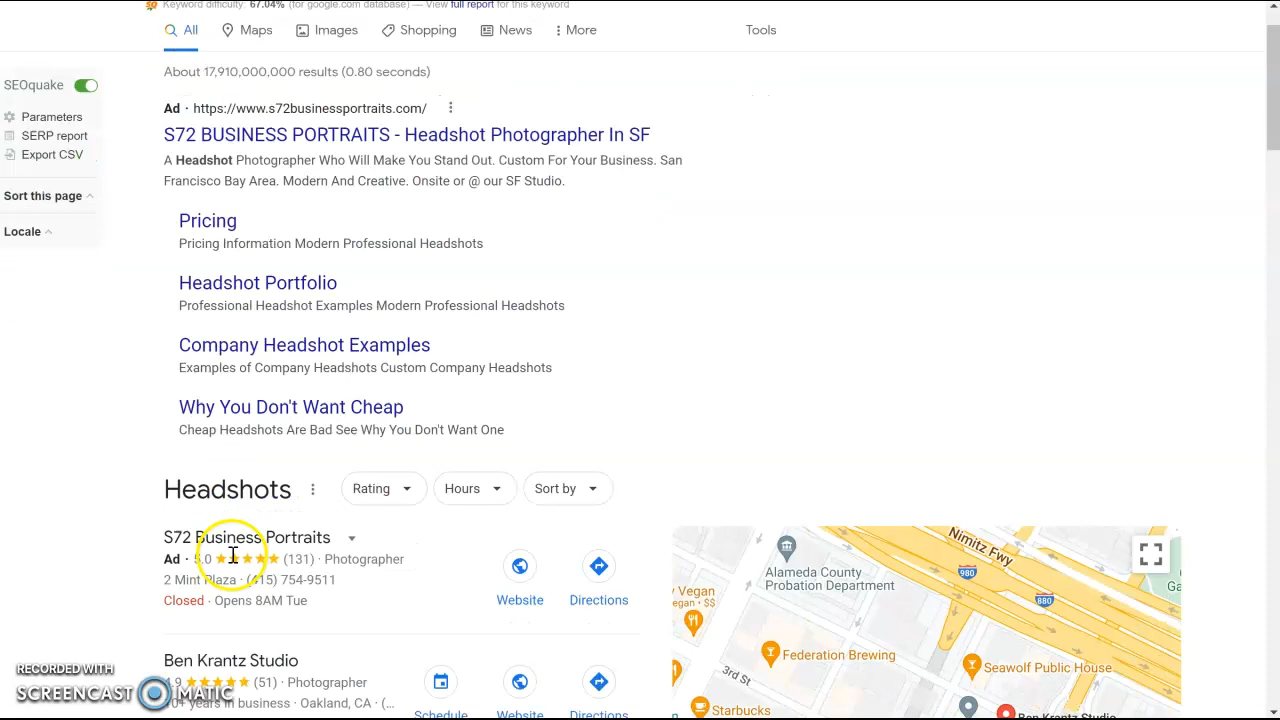 Keyword difficulty: 67.04% (for google.com database) — View full report for this keyword
All Maps Images Shopping News More Tools
About 17,910,000,000 results (0.80 seconds)
SEOquake
Parameters
SERP report
Export CSV
Sort this page
Locale
Ad · https://www.s72businessportraits.com/
S72 BUSINESS PORTRAITS - Headshot Photographer In SF
A Headshot Photographer Who Will Make You Stand Out. Custom For Your Business. San
Francisco Bay Area. Modern And Creative. Onsite or @ our SF Studio.
Pricing
Pricing Information Modern Professional Headshots
Headshot Portfolio
Professional Headshot Examples Modern Professional Headshots
Company Headshot Examples
Examples of Company Headshots Custom Company Headshots
Why You Don't Want Cheap
Cheap Headshots Are Bad See Why You Don't Want One
Headshots Rating Hours Sort by
S72 Business Portraits
Ad · 5.0 (131) · Photographer
2 Mint Plaza · (415) 754-9511
Closed · Opens 8AM Tue
Website Directions
Ben Krantz Studio
4.9 (51) · Photographer
years in business · Oakland, CA · (...
Schedule Website Directions
Nimitz Fwy
980
880
Alameda County
Probation Department
Vegan
egan · $$
Federation Brewing
3rd St
Seawolf Public House
Starbucks
Ben Krantz Studio
RECORDED WITH
SCREENCAST MATIC